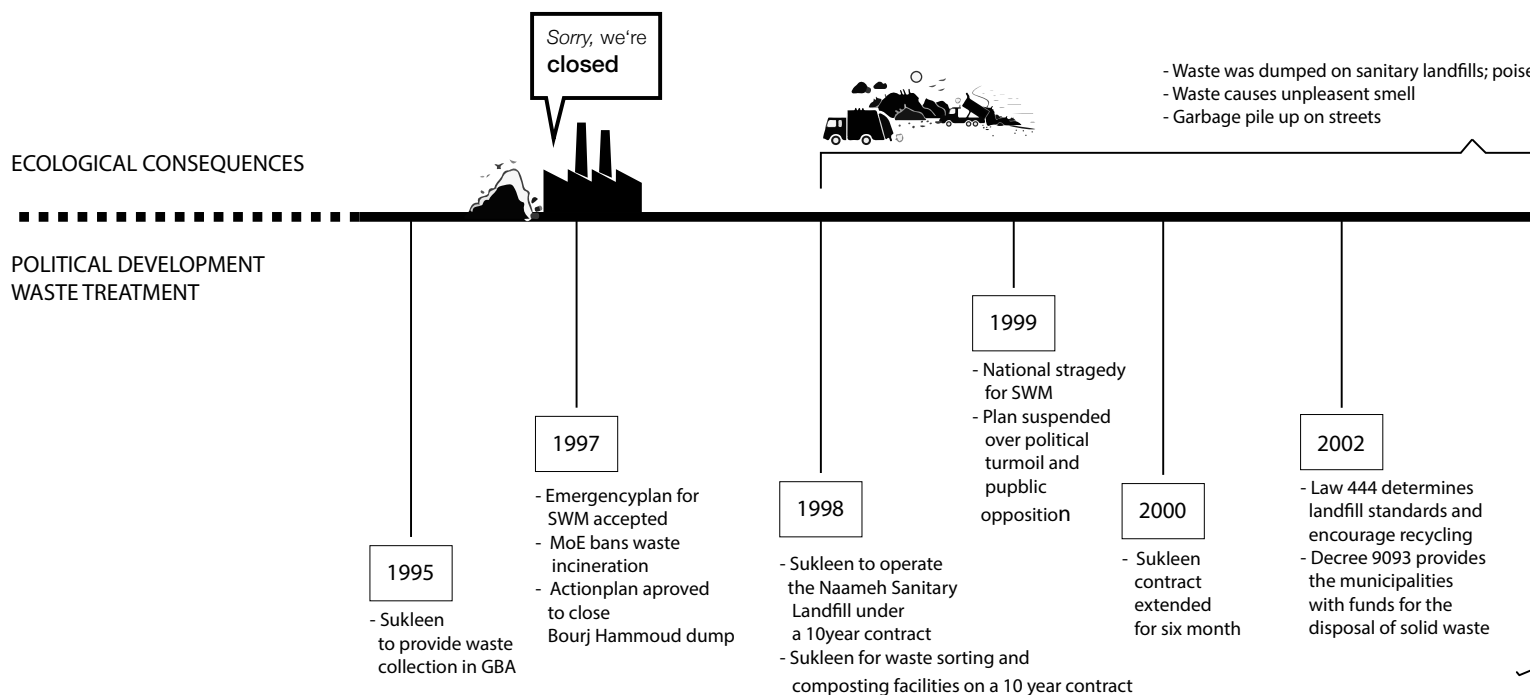 Sorry, we're
closed
- Waste was dumped on sanitary landfills; poise
- Waste causes unpleasent smell
- Garbage pile up on streets
ECOLOGICAL CONSEQUENCES
POLITICAL DEVELOPMENT
WASTE TREATMENT
1995
- Sukleen
to provide waste
collection in GBA
1997
- Emergencyplan for
SWM accepted
- MoE bans waste
incineration
- Actionplan aproved
to close
Bourj Hammoud dump
1998
- Sukleen to operate
the Naameh Sanitary
Landfill under
a 10year contract
- Sukleen for waste sorting and
composting facilities on a 10 year contract
1999
- National stragedy
for SWM
- Plan suspended
over political
turmoil and
pupblic
opposition
2000
- Sukleen
contract
extended
for six month
2002
- Law 444 determines
landfill standards and
encourage recycling
- Decree 9093 provides
the municipalities
with funds for the
disposal of solid waste